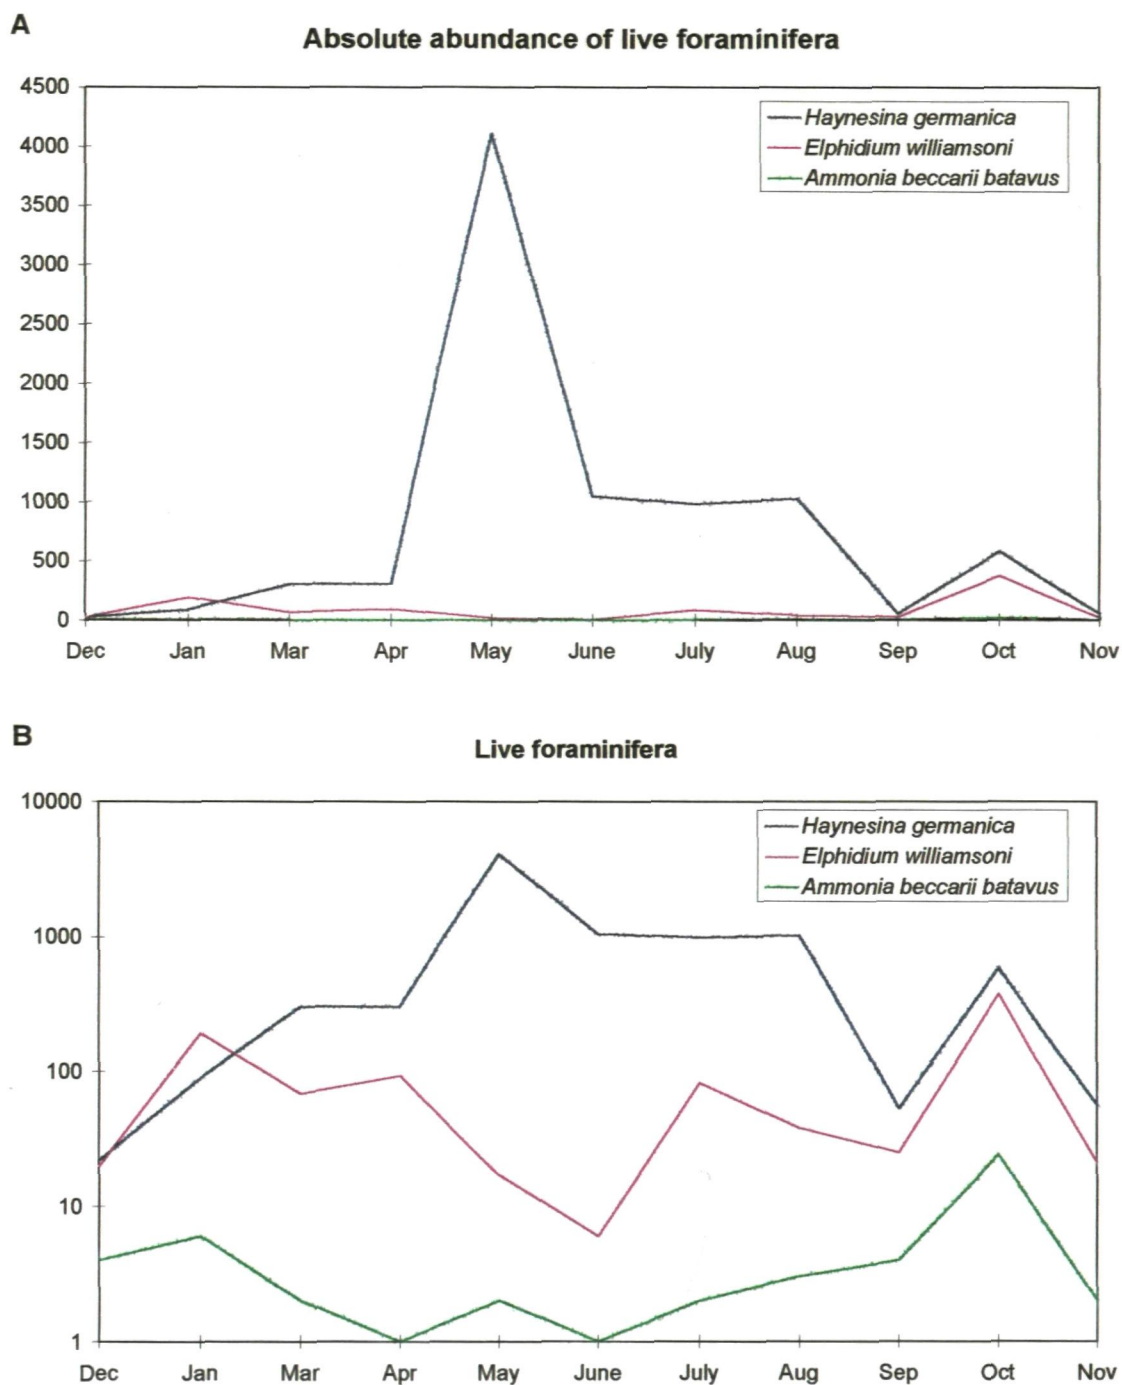 A
Absolute abundance of live foraminifera
4500
4000
3500
3000
2500
2000
1500
1000
500
0
Haynesina germanica
Elphidium williamsoni
Ammonia beccarii batavus
Dec Jan Mar Apr May June July Aug Sep Oct Nov
B
Live foraminifera
10000
1000
100
10
1
Haynesina germanica
Elphidium williamsoni
Ammonia beccarii batavus
Dec Jan Mar Apr May June July Aug Sep Oct Nov